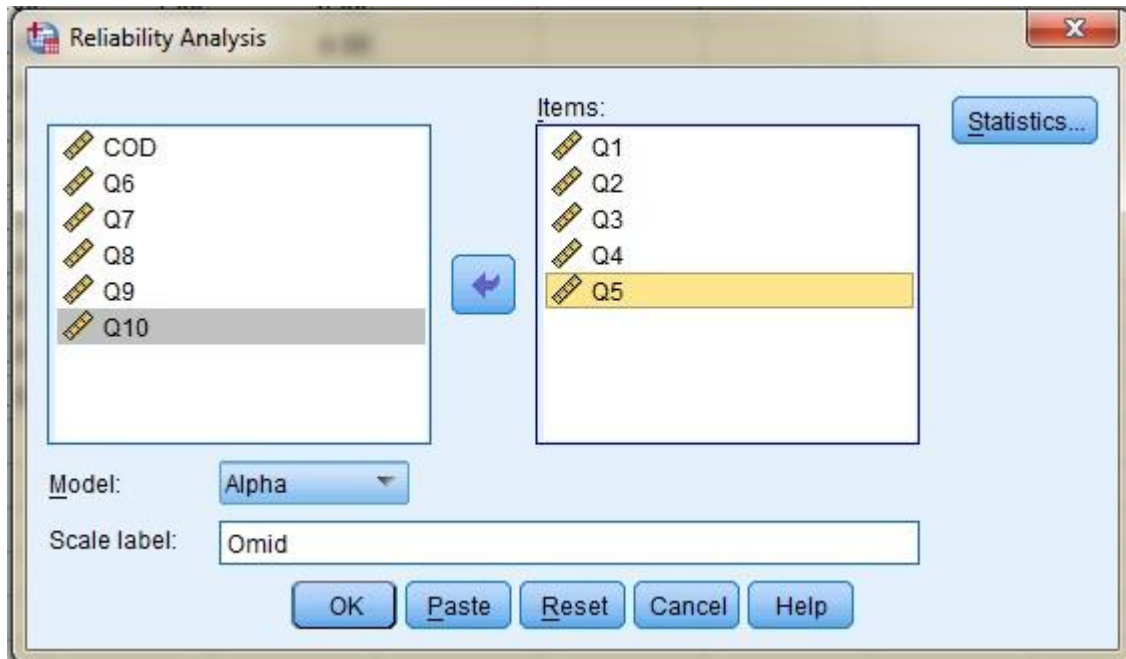 Reliability Analysis
Items:
Statistics...
COD
Q6
Q7
Q8
Q9
Q10
Q1
Q2
Q3
Q4
Q5
Model:
Alpha
Scale label:
Omid
OK
Paste
Reset
Cancel
Help